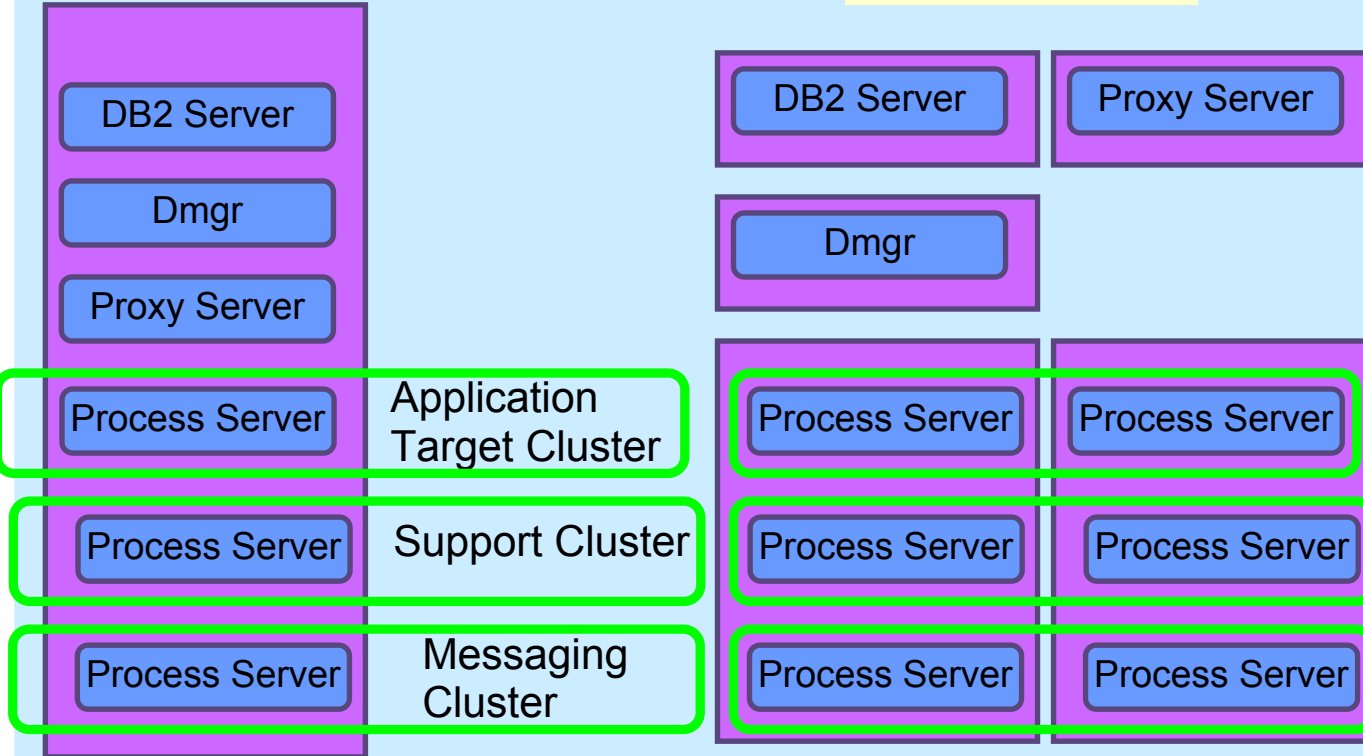 DB2 Server
Dmgr
Proxy Server
Process Server
Application
Target Cluster
Process Server
Support Cluster
Process Server
Messaging
Cluster
DB2 Server
Proxy Server
Dmgr
Process Server
Process Server
Process Server
Process Server
Process Server
Process Server